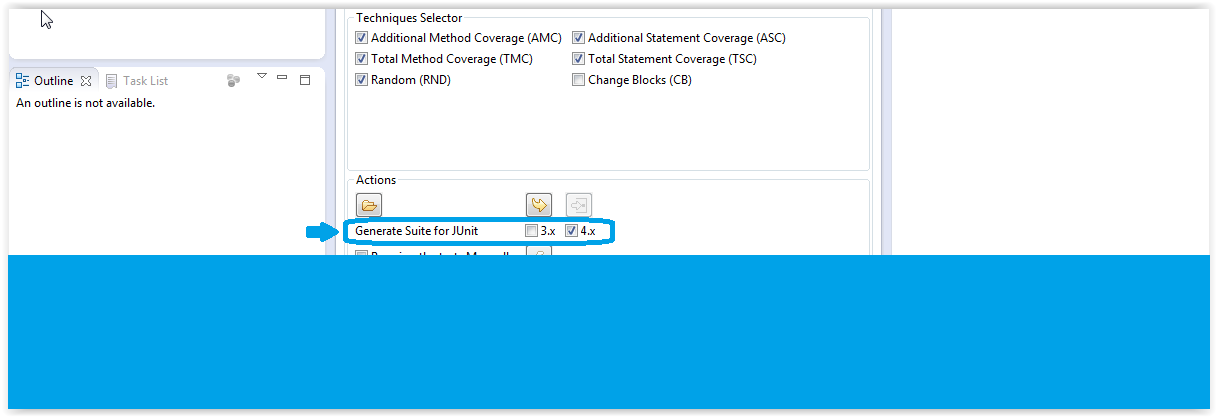 Techniques Selector
Additional Method Coverage (AMC) Additional Statement Coverage (ASC)
Total Method Coverage (TMC) Total Statement Coverage (TSC)
Random (RND) Change Blocks (CB)
Outline Task List
An outline is not available.
Actions
Generate Suite for JUnit 3.x 4.x